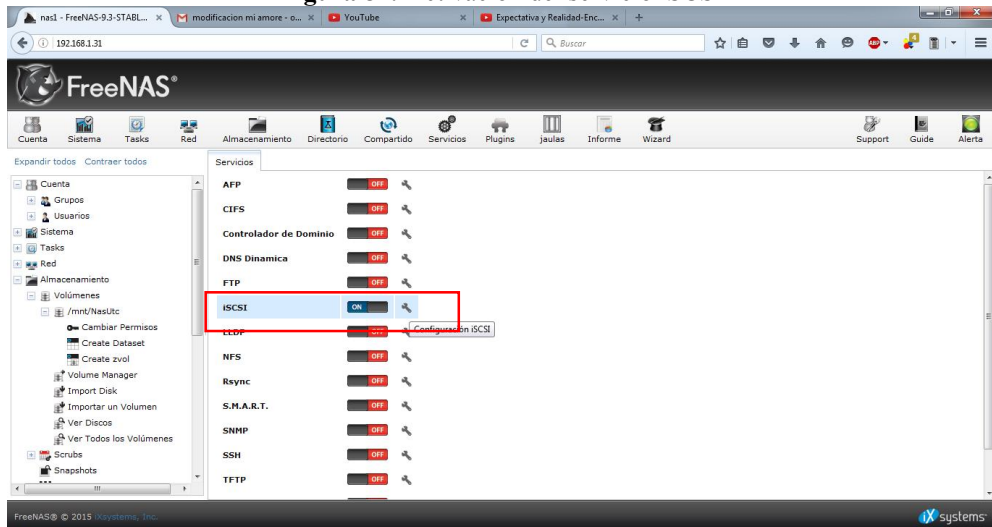 nas1 - FreeNAS-9.3-STABL... × modificacion mi amore - o... × YouTube × Expectativa y Realidad-Enc... × +
192.168.1.31 Buscar ABP 4
FreeNAS®
Cuenta Sistema Tasks Red Almacenamiento Directorio Compartido Servicios Plugins jaulas Informe Wizard Support Guide Alerta
Expandir todos Contraer todos
Servicios
Cuenta
Grupos
Usuarios
Sistema
Tasks
Red
Almacenamiento
Volúmenes
/mnt/NasUtc
Cambiar Permisos
Create Dataset
Create zvol
Volume Manager
Import Disk
Importar un Volumen
Ver Discos
Ver Todos los Volúmenes
Scrubs
Snapshots
AFP OFF
CIFS OFF
Controlador de Dominio OFF
DNS Dinamica OFF
FTP OFF
iSCSI ON
LLDP OFF
Configuración iSCSI
NFS OFF
Rsync OFF
S.M.A.R.T. OFF
SNMP OFF
SSH OFF
TFTP OFF
FreeNAS® © 2015 iXsystems, Inc.
iX systems